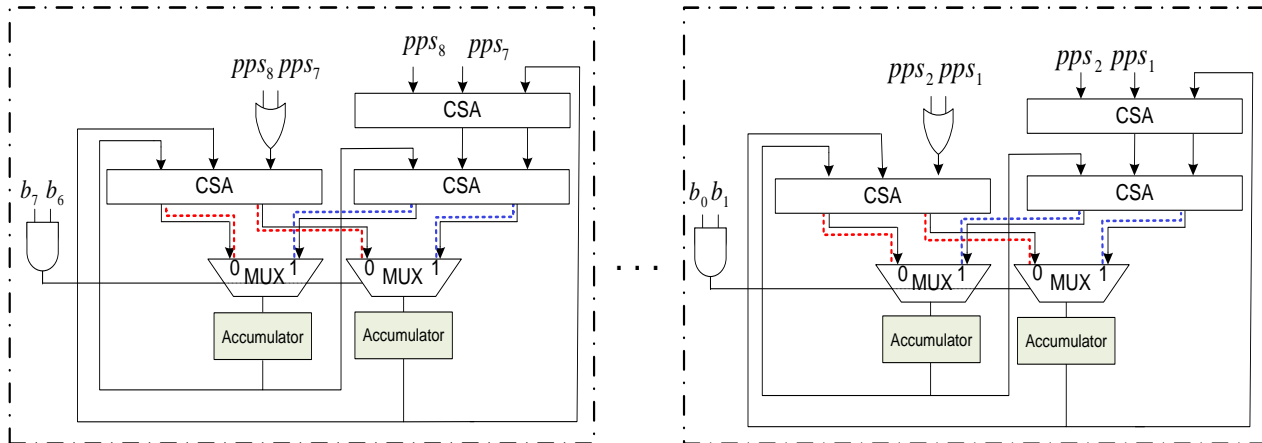 pps₈ pps₇
pps₈ pps₇
CSA
CSA
CSA
b₇ b₆
0 1
MUX
0 1
MUX
Accumulator
Accumulator
. . .
pps₂ pps₁
pps₂ pps₁
CSA
CSA
CSA
b₀ b₁
0 1
MUX
0 1
MUX
Accumulator
Accumulator